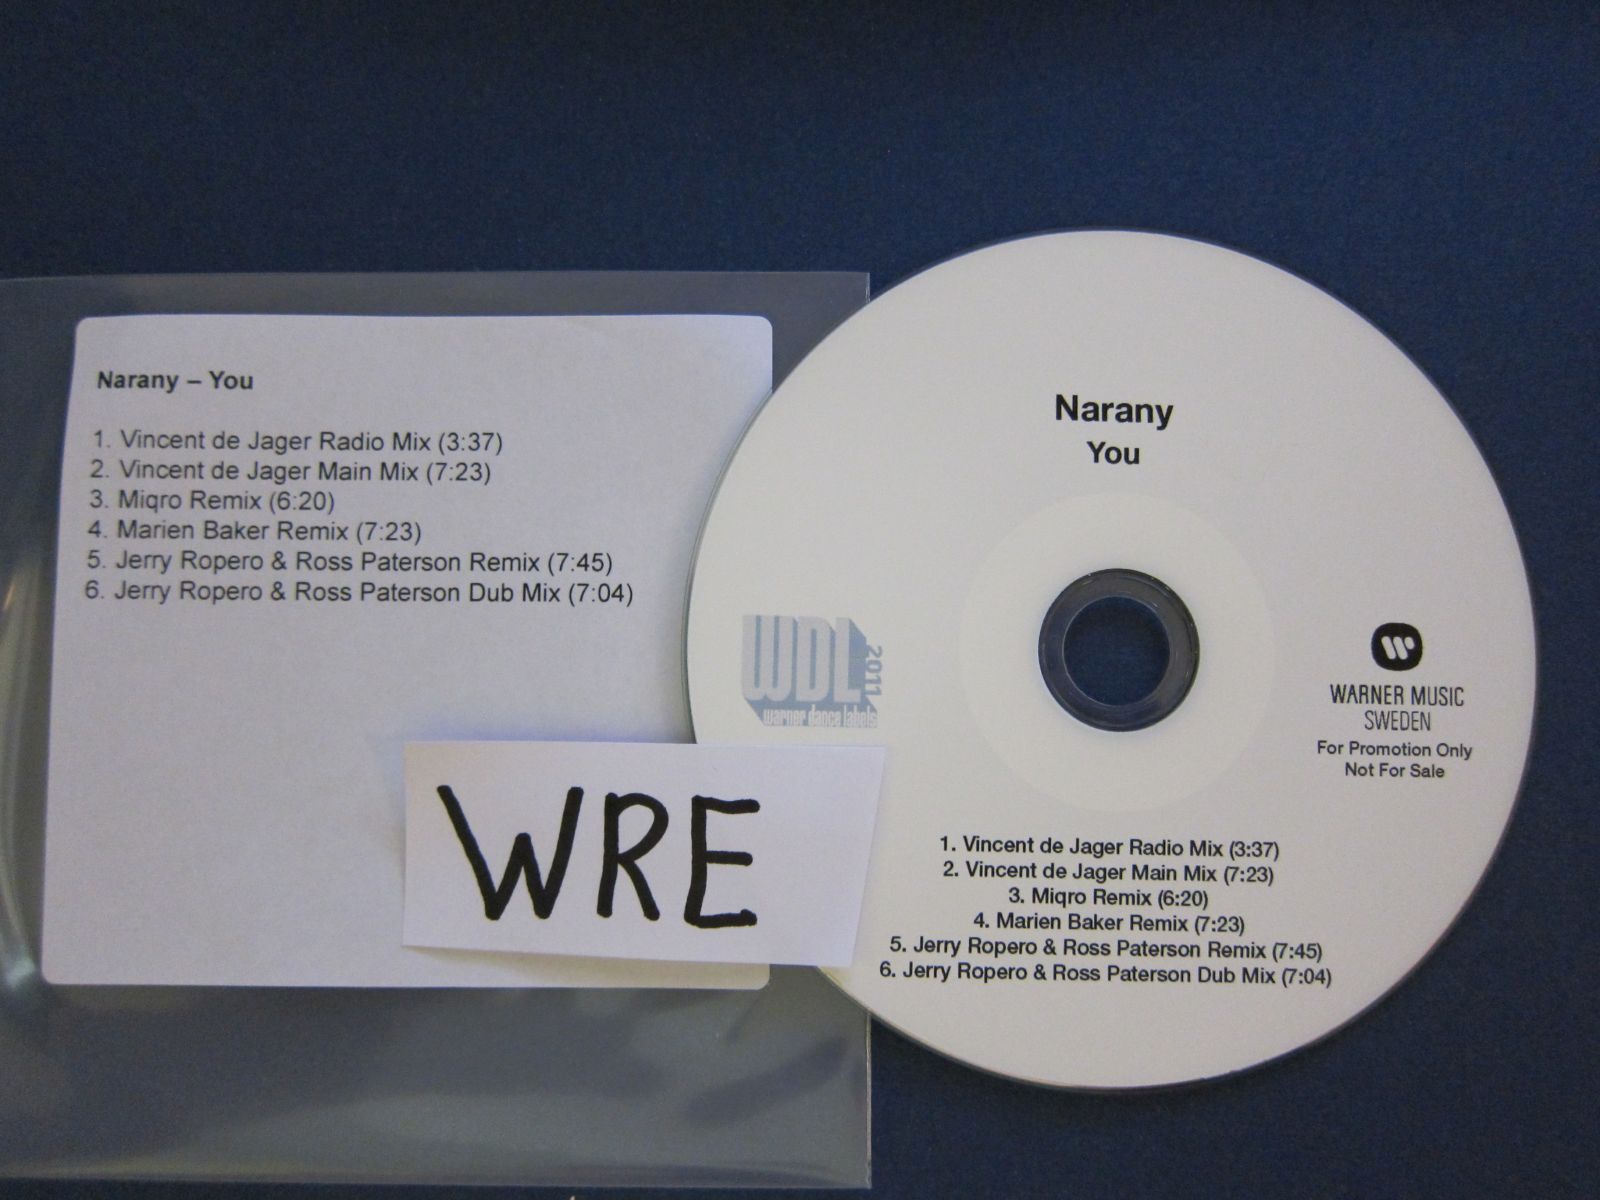 Narany – You
1. Vincent de Jager Radio Mix (3:37)
2. Vincent de Jager Main Mix (7:23)
3. Miqro Remix (6:20)
4. Marien Baker Remix (7:23)
5. Jerry Ropero & Ross Paterson Remix (7:45)
6. Jerry Ropero & Ross Paterson Dub Mix (7:04)
WRE
Narany
You
WDL 2011
warner dance labels
WARNER MUSIC
SWEDEN
For Promotion Only
Not For Sale
1. Vincent de Jager Radio Mix (3:37)
2. Vincent de Jager Main Mix (7:23)
3. Miqro Remix (6:20)
4. Marien Baker Remix (7:23)
5. Jerry Ropero & Ross Paterson Remix (7:45)
6. Jerry Ropero & Ross Paterson Dub Mix (7:04)